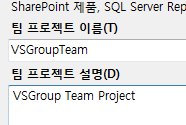 SharePoint 제품, SQL Server Rep
팀 프로젝트 이름(T)
VSGroupTeam
팀 프로젝트 설명(D)
VSGroup Team Project